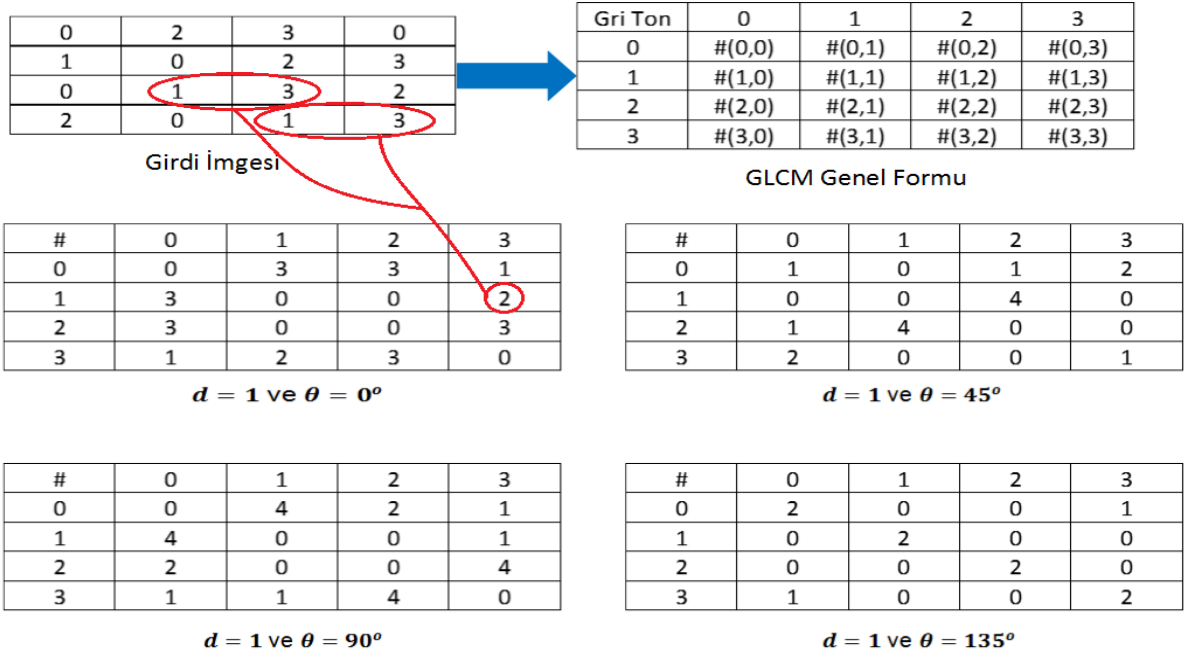 0 2 3 0
1 0 2 3
0 1 3 2
2 0 1 3
Girdi İmgesi
Gri Ton 0 1 2 3
0 #(0,0) #(0,1) #(0,2) #(0,3)
1 #(1,0) #(1,1) #(1,2) #(1,3)
2 #(2,0) #(2,1) #(2,2) #(2,3)
3 #(3,0) #(3,1) #(3,2) #(3,3)
GLCM Genel Formu
# 0 1 2 3
0 0 3 3 1
1 3 0 0 2
2 3 0 0 3
3 1 2 3 0
d = 1 ve θ = 0°
# 0 1 2 3
0 1 0 1 2
1 0 0 4 0
2 1 4 0 0
3 2 0 0 1
d = 1 ve θ = 45°
# 0 1 2 3
0 0 4 2 1
1 4 0 0 1
2 2 0 0 4
3 1 1 4 0
d = 1 ve θ = 90°
# 0 1 2 3
0 2 0 0 1
1 0 2 0 0
2 0 0 2 0
3 1 0 0 2
d = 1 ve θ = 135°